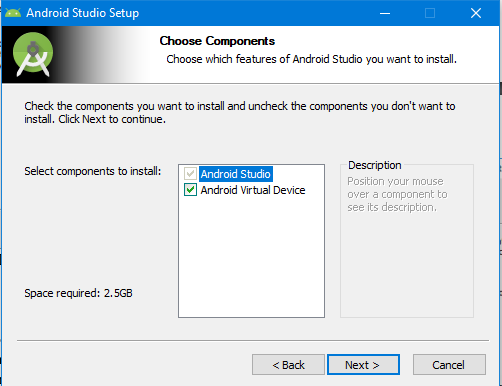 Android Studio Setup
Choose Components
Choose which features of Android Studio you want to install.
Check the components you want to install and uncheck the components you don't want to
install. Click Next to continue.
Select components to install:
Android Studio
Android Virtual Device
Description
Position your mouse
over a component to
see its description.
Space required: 2.5GB
< Back
Next >
Cancel